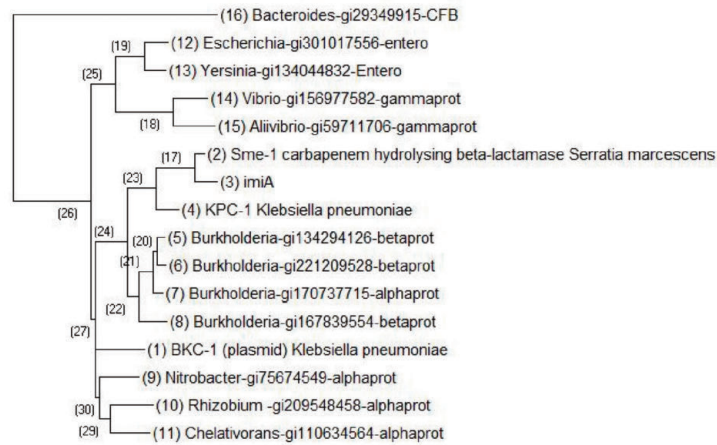 (16) Bacteroides-gi29349915-CFB
(19)
(12) Escherichia-gi301017556-entero
(13) Yersinia-gi134044832-Entero
(25)
(14) Vibrio-gi156977582-gammaprot
(18)
(15) Aliivibrio-gi59711706-gammaprot
(17)
(2) Sme-1 carbapenem hydrolysing beta-lactamase Serratia marcescens
(3) imiA
(23)
(4) KPC-1 Klebsiella pneumoniae
(26)
(24)
(20)
(5) Burkholderia-gi134294126-betaprot
(21)
(6) Burkholderia-gi221209528-betaprot
(7) Burkholderia-gi170737715-alphaprot
(22)
(8) Burkholderia-gi167839554-betaprot
(27)
(1) BKC-1 (plasmid) Klebsiella pneumoniae
(9) Nitrobacter-gi75674549-alphaprot
(30)
(10) Rhizobium -gi209548458-alphaprot
(29)
(11) Chelativorans-gi110634564-alphaprot